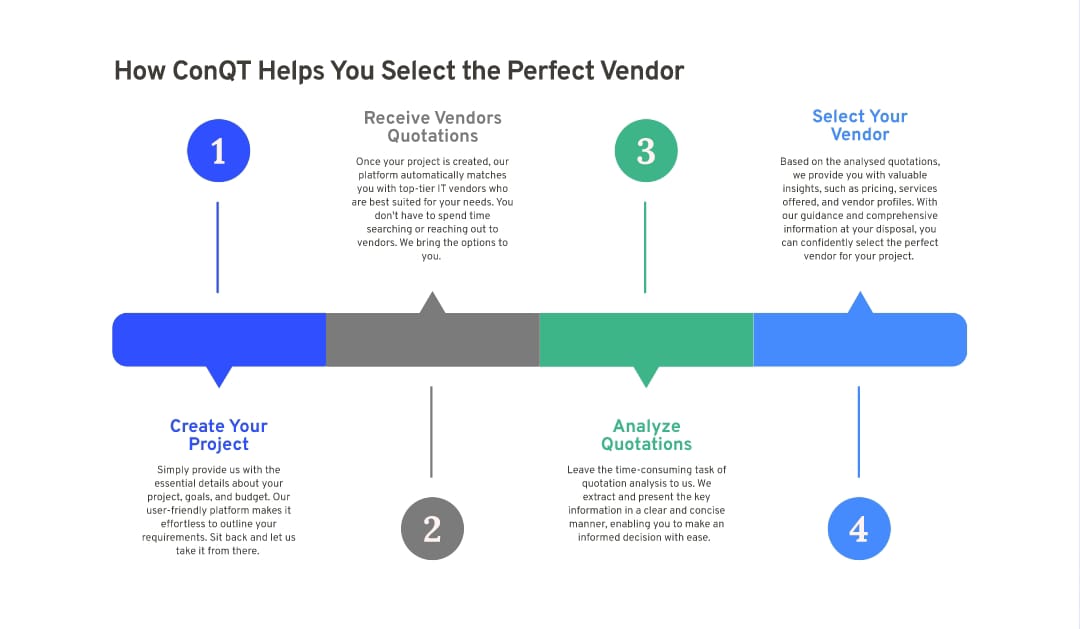 How ConQT Helps You Select the Perfect Vendor
1
Create Your
Project
Simply provide us with the
essential details about your
project, goals, and budget. Our
user-friendly platform makes it
effortless to outline your
requirements. Sit back and let us
take it from there.
2
Receive Vendors
Quotations
Once your project is created, our
platform automatically matches
you with top-tier IT vendors who
are best suited for your needs. You
don't have to spend time
searching or reaching out to
vendors. We bring the options to
you.
3
Analyze
Quotations
Leave the time-consuming task of
quotation analysis to us. We
extract and present the key
information in a clear and concise
manner, enabling you to make an
informed decision with ease.
4
Select Your
Vendor
Based on the analysed quotations,
we provide you with valuable
insights, such as pricing, services
offered, and vendor profiles. With
our guidance and comprehensive
information at your disposal, you
can confidently select the perfect
vendor for your project.